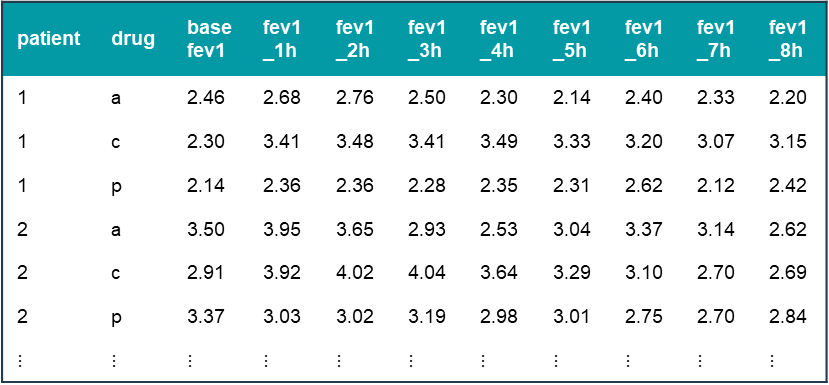 patient drug base fev1 fev1 _1h fev1 _2h fev1 _3h fev1 _4h fev1 _5h fev1 _6h fev1 _7h fev1 _8h
1 a 2.46 2.68 2.76 2.50 2.30 2.14 2.40 2.33 2.20
1 c 2.30 3.41 3.48 3.41 3.49 3.33 3.20 3.07 3.15
1 p 2.14 2.36 2.36 2.28 2.35 2.31 2.62 2.12 2.42
2 a 3.50 3.95 3.65 2.93 2.53 3.04 3.37 3.14 2.62
2 c 2.91 3.92 4.02 4.04 3.64 3.29 3.10 2.70 2.69
2 p 3.37 3.03 3.02 3.19 2.98 3.01 2.75 2.70 2.84
⋮ ⋮ ⋮ ⋮ ⋮ ⋮ ⋮ ⋮ ⋮ ⋮ ⋮